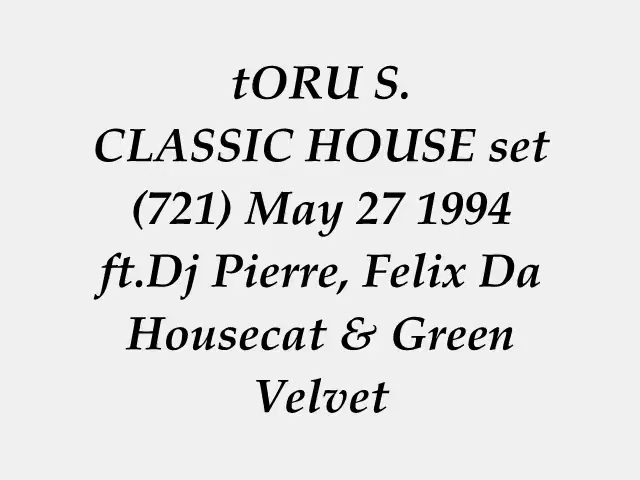 tORU S.
CLASSIC HOUSE set
(721) May 27 1994
ft.Dj Pierre, Felix Da
Housecat & Green
Velvet